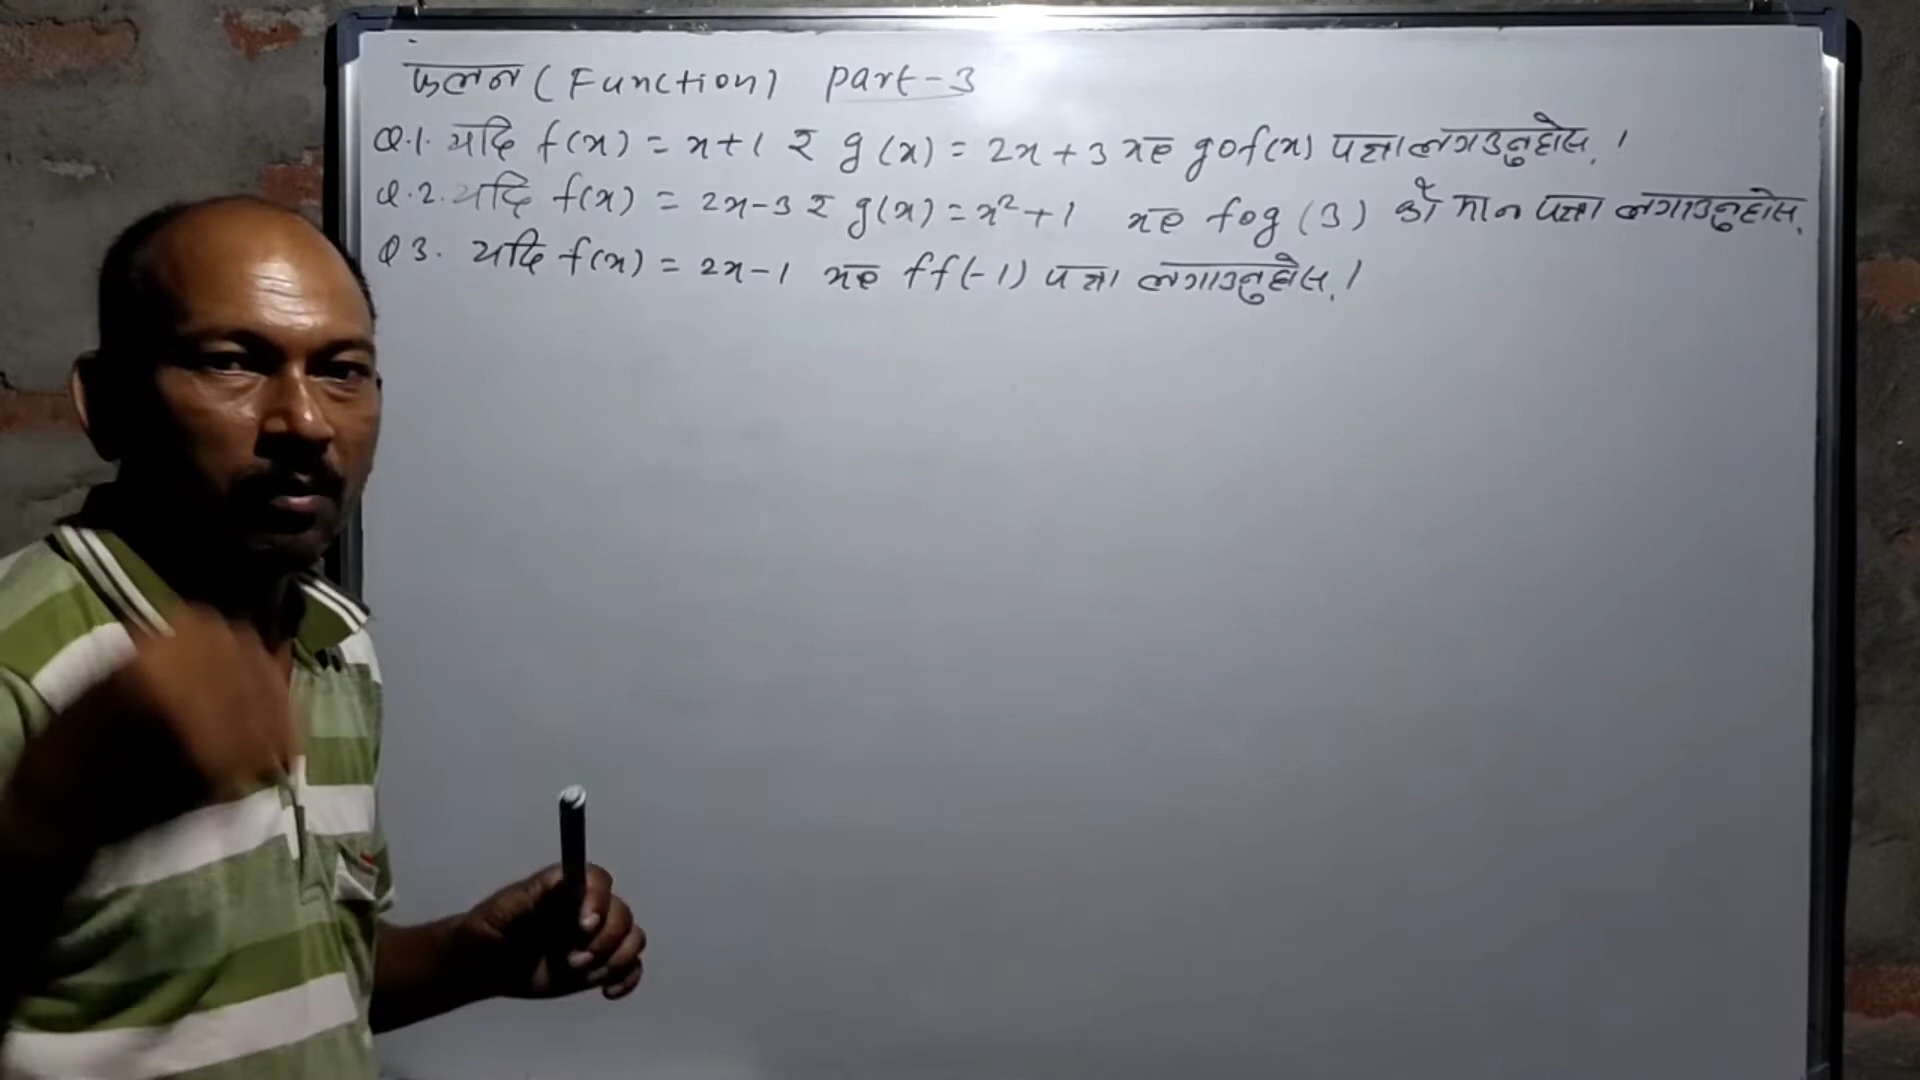 फलन (Function) part-3
Q.1. यदि f(x) = x+1 र g(x) = 2x+3 भए gof(x) पत्ता लगाउनुहोस् ।
Q.2. यदि f(x) = 2x-3 र g(x) = x²+1 भए fog(3) को मान पत्ता लगाउनुहोस्
Q 3. यदि f(x) = 2x-1 भए ff(-1) पत्ता लगाउनुहोस् ।